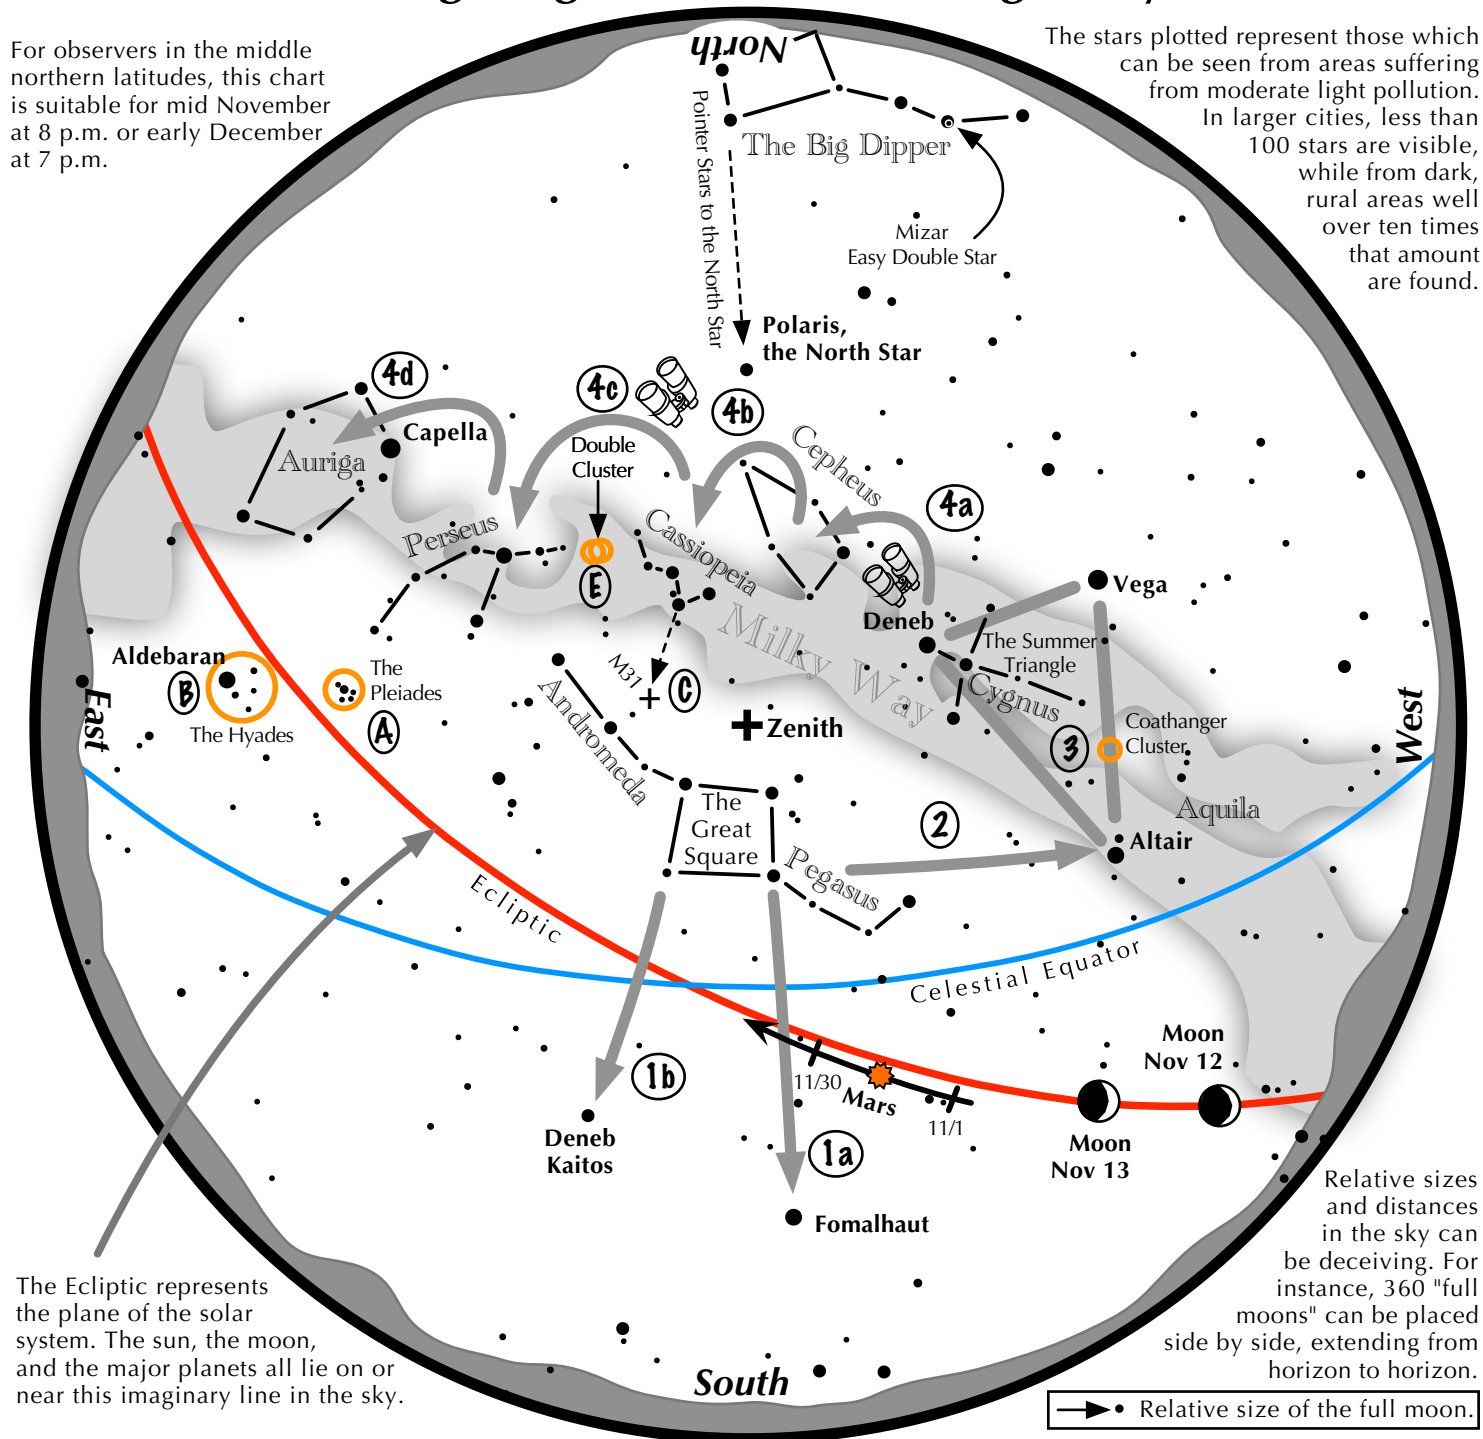 For observers in the middle
northern latitudes, this chart
is suitable for mid November
at 8 p.m. or early December
at 7 p.m.
The stars plotted represent those which
can be seen from areas suffering
from moderate light pollution.
In larger cities, less than
100 stars are visible,
while from dark,
rural areas well
over ten times
that amount
are found.
North
The Big Dipper
Pointer Stars to the North Star
Mizar
Easy Double Star
Polaris,
the North Star
4d
4c
4b
Capella
Double
Cluster
Cepheus
Auriga
4a
Perseus
Cassiopeia
E
Vega
Milky Way
Deneb
The Summer
Triangle
Cygnus
Aldebaran
B
The Hyades
The
Pleiades
A
M31
C
Andromeda
Zenith
3
Coathanger
Cluster
East
West
Aquila
The
Great
Square
2
Altair
Pegasus
Ecliptic
Celestial Equator
Moon
Nov 12
1b
11/30
Mars
11/1
Deneb
Kaitos
1a
Moon
Nov 13
Fomalhaut
Relative sizes
and distances
in the sky can
be deceiving. For
instance, 360 "full
moons" can be placed
side by side, extending from
horizon to horizon.
The Ecliptic represents
the plane of the solar
system. The sun, the moon,
and the major planets all lie on or
near this imaginary line in the sky.
South
Relative size of the full moon.